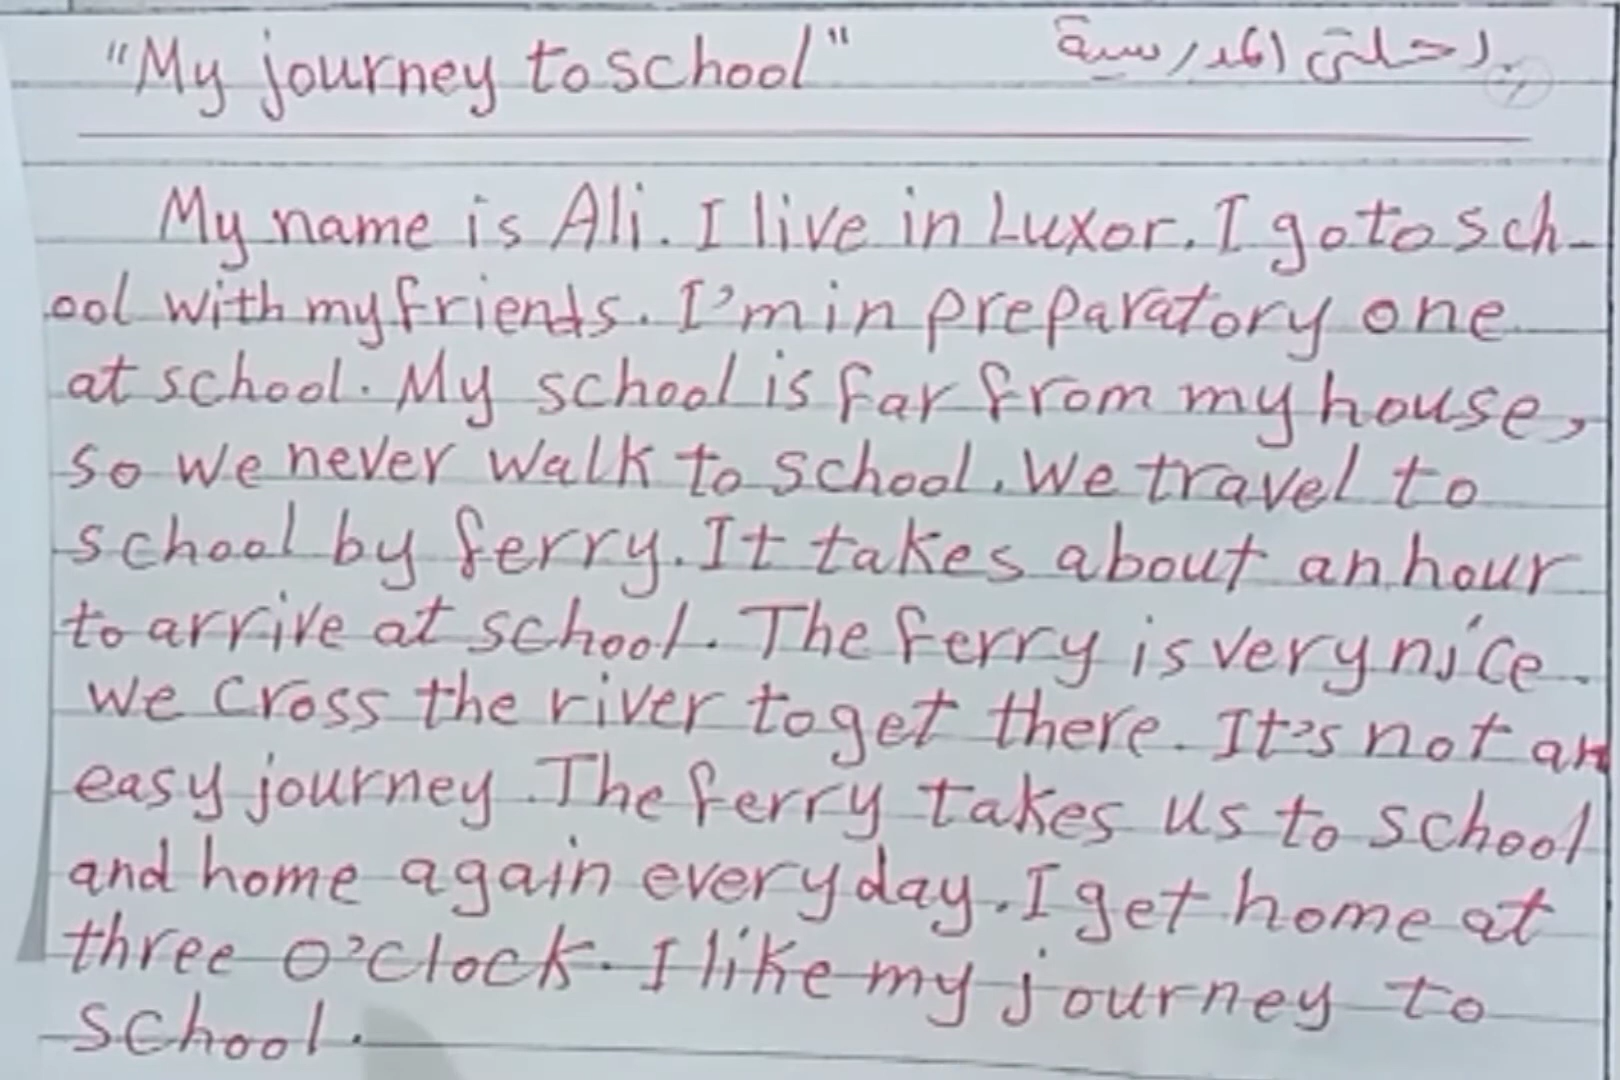 "My journey to school" رحلتى المدرسية
My name is Ali. I live in Luxor. I go to sch-
ool with my friends. I'm in preparatory one
at school. My school is far from my house,
so we never walk to school. We travel to
school by ferry. It takes about an hour
to arrive at school. The ferry is very nice.
we cross the river to get there. It's not an
easy journey. The ferry takes us to school
and home again every day. I get home at
three o'clock. I like my journey to
school.